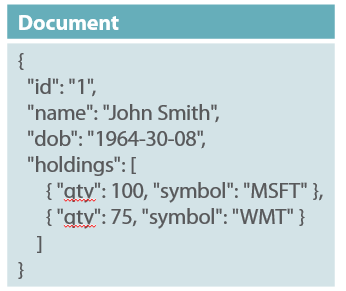 Document
{
"id": "1",
"name": "John Smith",
"dob": "1964-30-08",
"holdings": [
{ "qty": 100, "symbol": "MSFT" },
{ "qty": 75, "symbol": "WMT" }
]
}